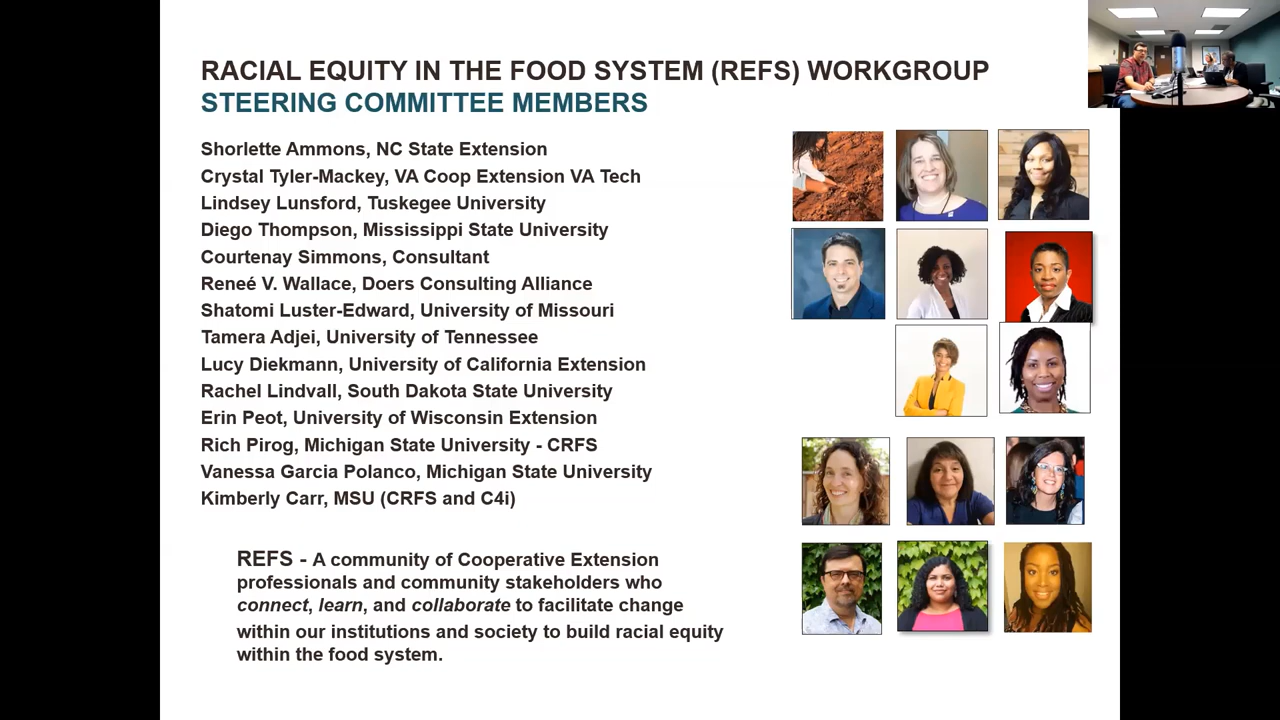 RACIAL EQUITY IN THE FOOD SYSTEM (REFS) WORKGROUP
STEERING COMMITTEE MEMBERS
Shorlette Ammons, NC State Extension
Crystal Tyler-Mackey, VA Coop Extension VA Tech
Lindsey Lunsford, Tuskegee University
Diego Thompson, Mississippi State University
Courtenay Simmons, Consultant
Reneé V. Wallace, Doers Consulting Alliance
Shatomi Luster-Edward, University of Missouri
Tamera Adjei, University of Tennessee
Lucy Diekmann, University of California Extension
Rachel Lindvall, South Dakota State University
Erin Peot, University of Wisconsin Extension
Rich Pirog, Michigan State University - CRFS
Vanessa Garcia Polanco, Michigan State University
Kimberly Carr, MSU (CRFS and C4i)
REFS - A community of Cooperative Extension
professionals and community stakeholders who
connect, learn, and collaborate to facilitate change
within our institutions and society to build racial equity
within the food system.